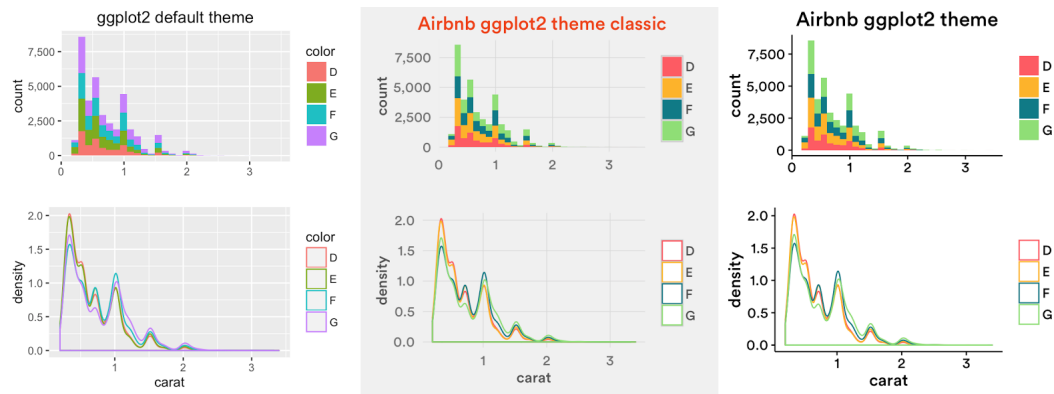 ggplot2 default theme
7,500
5,000
2,500
0
count
0
1
2
3
color
D
E
F
G
2.0
1.5
1.0
0.5
0.0
density
1
2
3
carat
color
D
E
F
G
Airbnb ggplot2 theme classic
7,500
5,000
2,500
0
count
0
1
2
3
D
E
F
G
2.0
1.5
1.0
0.5
0.0
density
1
2
3
carat
D
E
F
G
Airbnb ggplot2 theme
7,500
5,000
2,500
0
count
0
1
2
3
D
E
F
G
2.0
1.5
1.0
0.5
0.0
density
1
2
3
carat
D
E
F
G